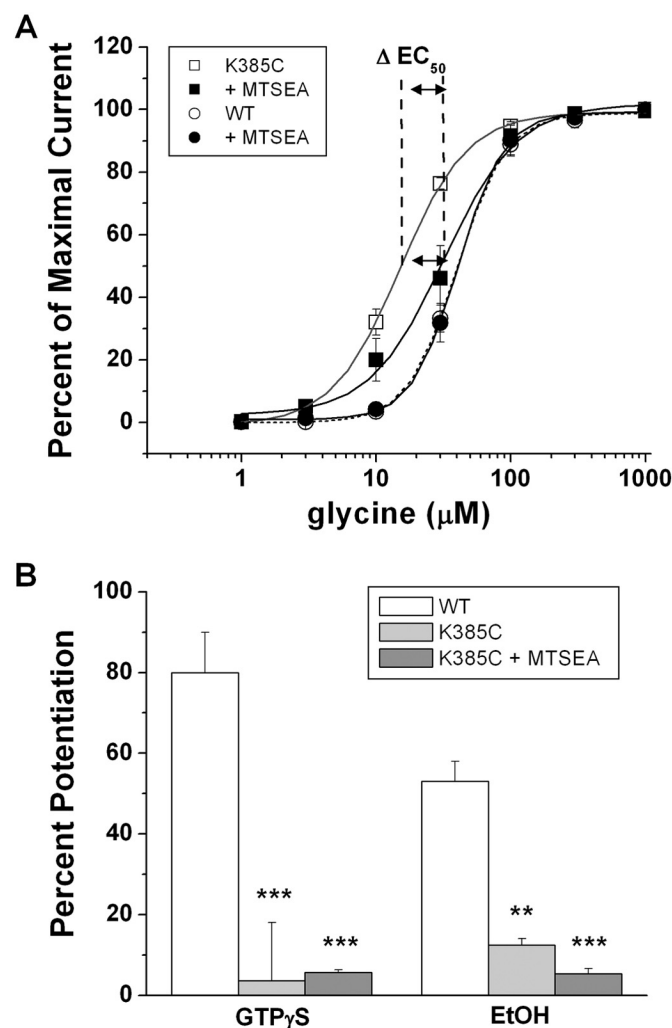 A
K385C
+ MTSEA
WT
+ MTSEA
Δ EC50
Percent of Maximal Current
120
100
80
60
40
20
0
1
10
100
1000
glycine (μM)
B
WT
K385C
K385C + MTSEA
Percent Potentiation
100
80
60
40
20
0
***
***
**
***
GTPγS
EtOH